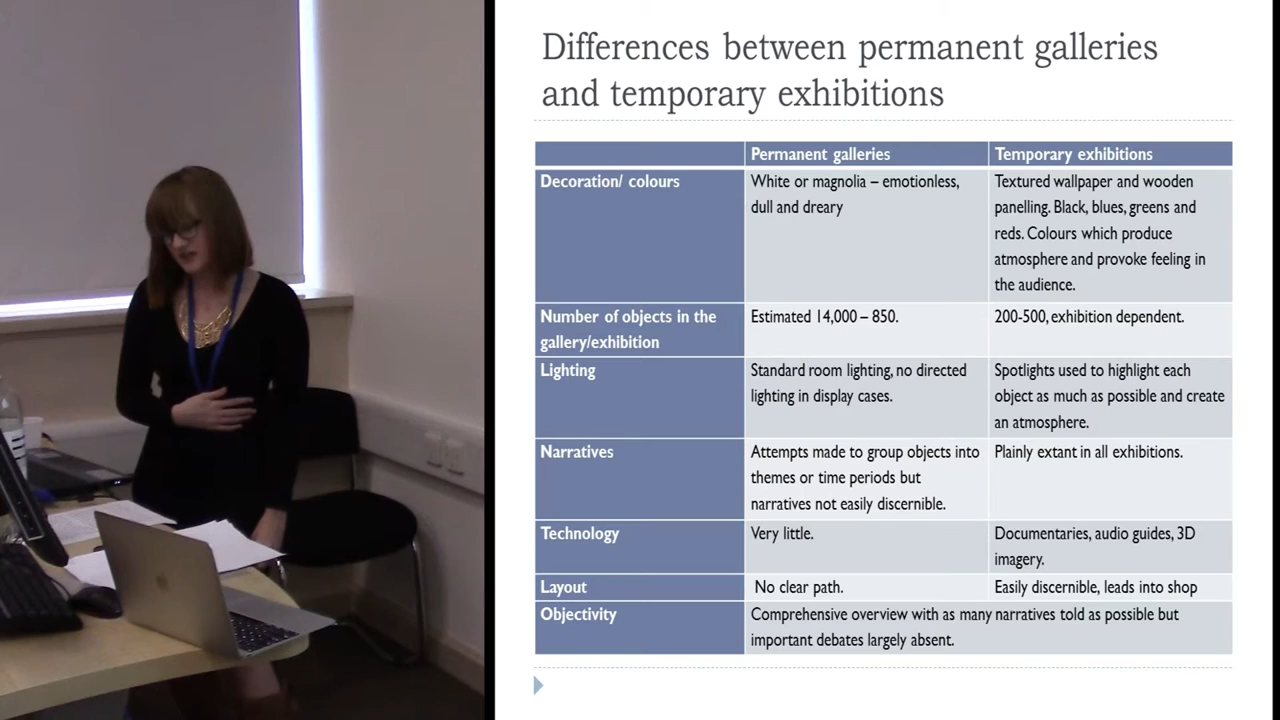 Differences between permanent galleries
and temporary exhibitions
Permanent galleries
Temporary exhibitions
Decoration/ colours
White or magnolia – emotionless,
dull and dreary
Textured wallpaper and wooden
panelling. Black, blues, greens and
reds. Colours which produce
atmosphere and provoke feeling in
the audience.
Number of objects in the
gallery/exhibition
Estimated 14,000 – 850.
200-500, exhibition dependent.
Lighting
Standard room lighting, no directed
lighting in display cases.
Spotlights used to highlight each
object as much as possible and create
an atmosphere.
Narratives
Attempts made to group objects into
themes or time periods but
narratives not easily discernible.
Plainly extant in all exhibitions.
Technology
Very little.
Documentaries, audio guides, 3D
imagery.
Layout
No clear path.
Easily discernible, leads into shop
Objectivity
Comprehensive overview with as many narratives told as possible but
important debates largely absent.